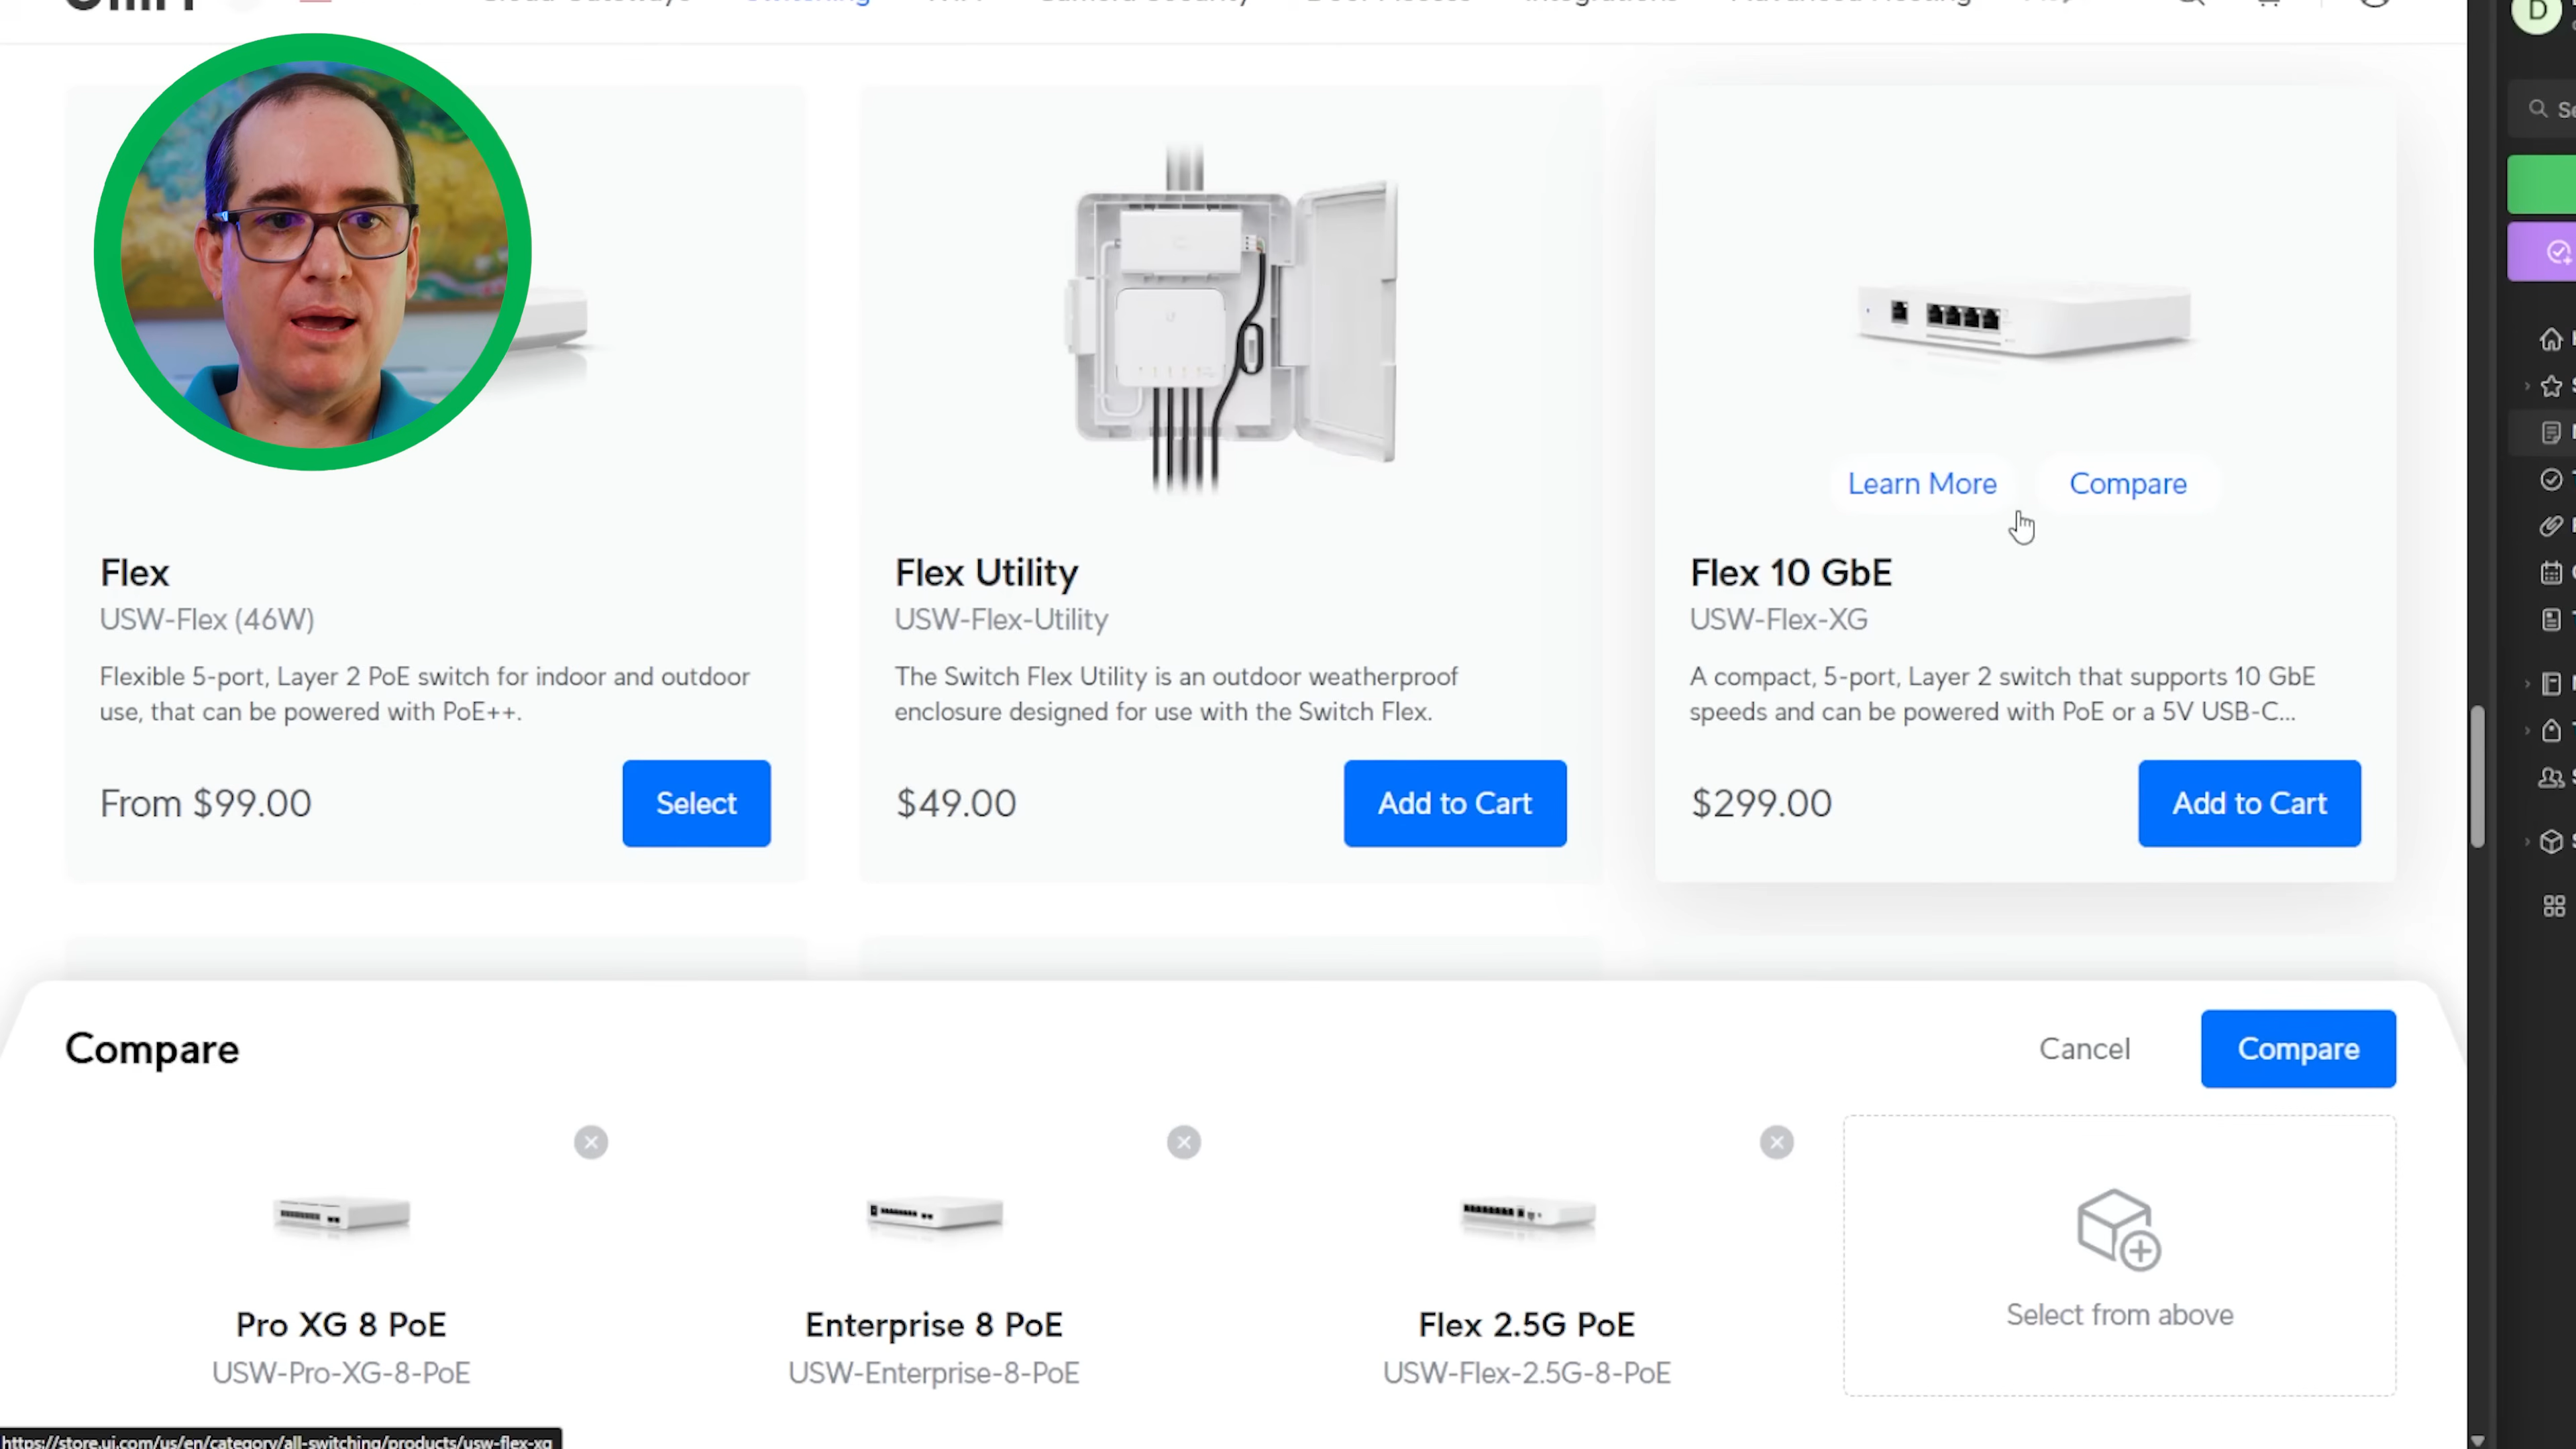 Switching
D
Learn More
Compare
Flex
USW-Flex (46W)
Flexible 5-port, Layer 2 PoE switch for indoor and outdoor
use, that can be powered with PoE++.
From $99.00
Select
Flex Utility
USW-Flex-Utility
The Switch Flex Utility is an outdoor weatherproof
enclosure designed for use with the Switch Flex.
$49.00
Add to Cart
Flex 10 GbE
USW-Flex-XG
A compact, 5-port, Layer 2 switch that supports 10 GbE
speeds and can be powered with PoE or a 5V USB-C...
$299.00
Add to Cart
Compare
Cancel
Compare
Pro XG 8 PoE
USW-Pro-XG-8-PoE
Enterprise 8 PoE
USW-Enterprise-8-PoE
Flex 2.5G PoE
USW-Flex-2.5G-8-PoE
Select from above
https://store.ui.com/us/en/category/all-switching/products/usw-flex-xg